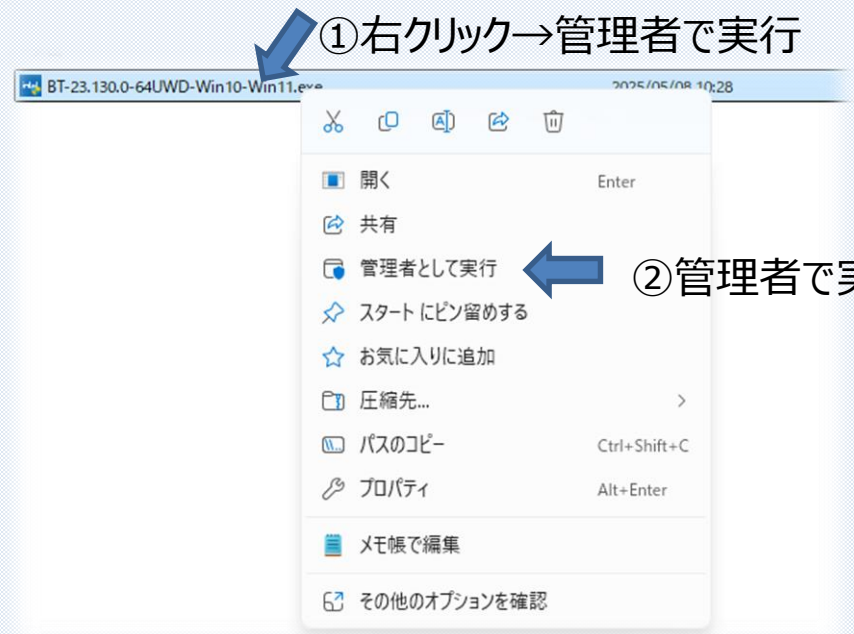 ①右クリック→管理者で実行
BT-23.130.0-64UWD-Win10-Win11.exe 2025/05/08 10:28
開く Enter
共有
管理者として実行
②管理者で実
スタート にピン留めする
お気に入りに追加
圧縮先...
パスのコピー Ctrl+Shift+C
プロパティ Alt+Enter
メモ帳で編集
その他のオプションを確認